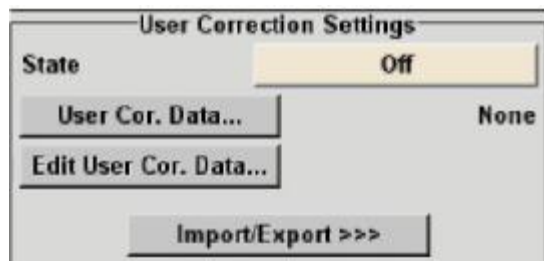 User Correction Settings
State Off
User Cor. Data... None
Edit User Cor. Data...
Import/Export >>>